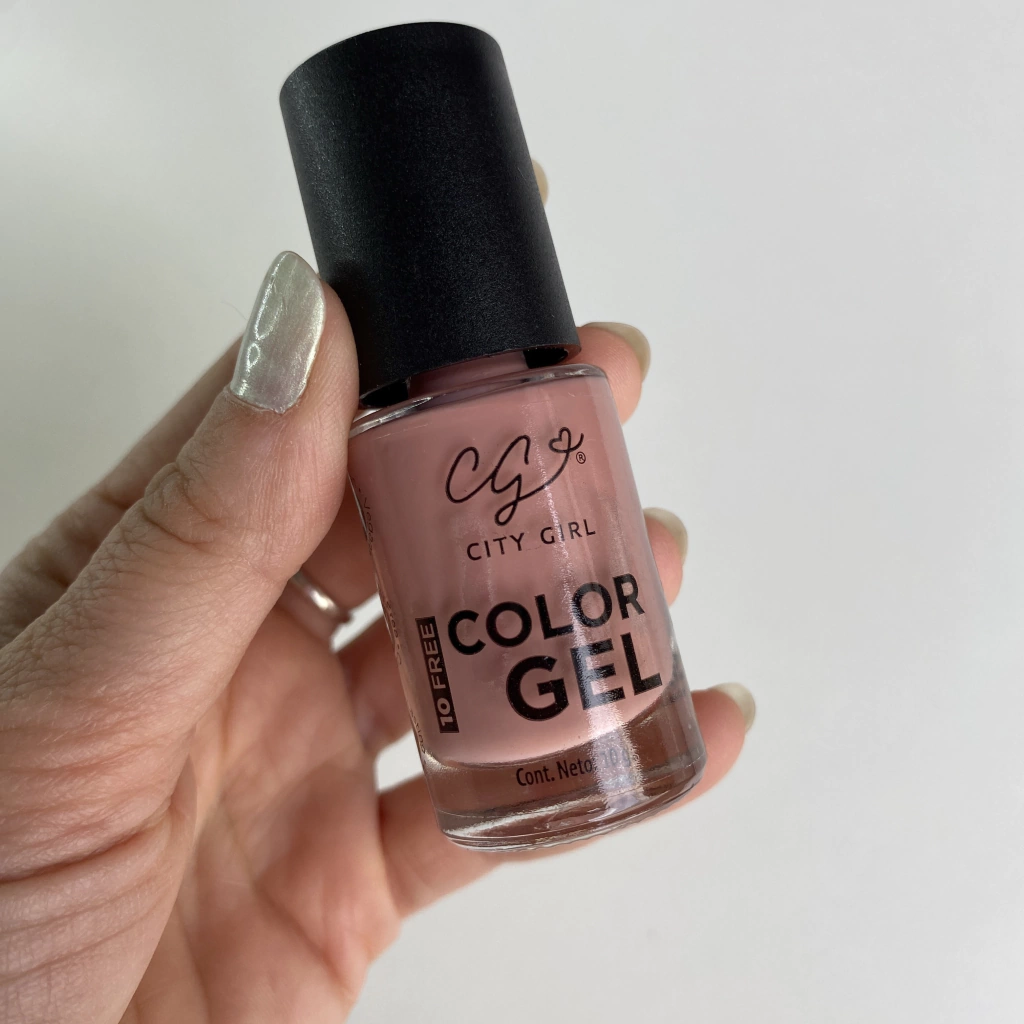 CG®
CITY GIRL
10 FREE
COLOR
GEL
Cont. Neto: